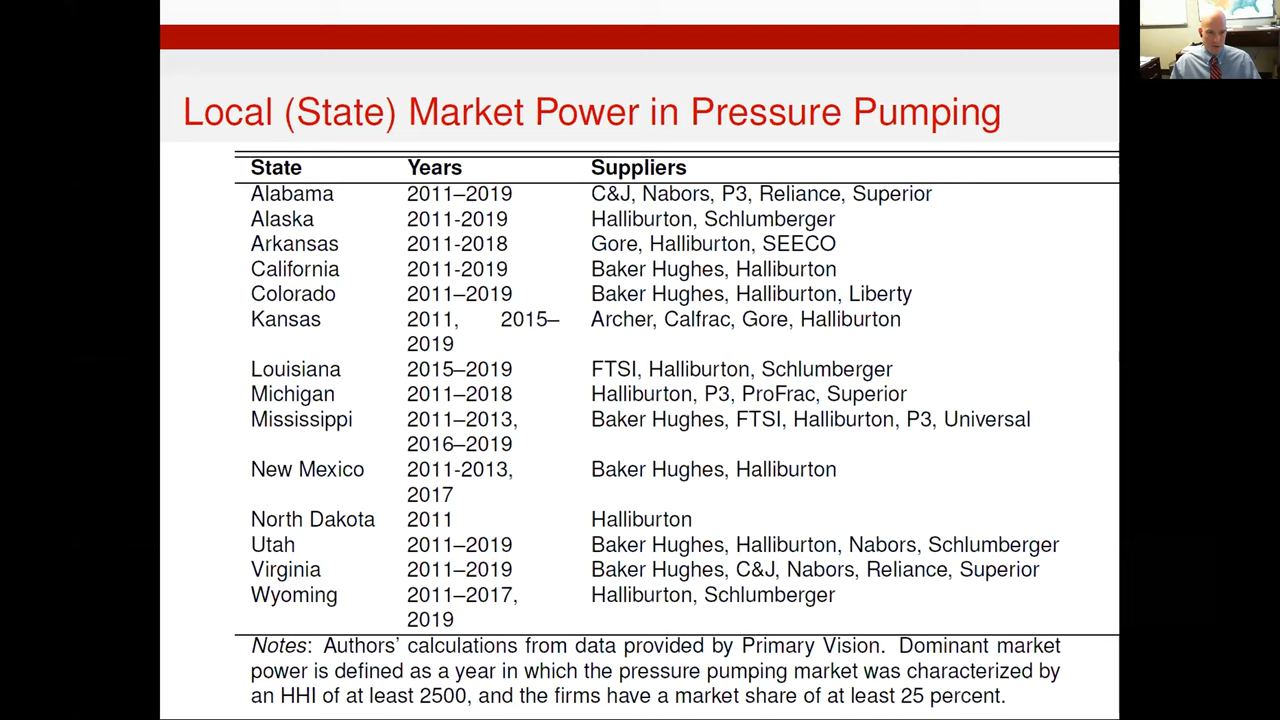 Local (State) Market Power in Pressure Pumping
State Years Suppliers
Alabama 2011–2019 C&J, Nabors, P3, Reliance, Superior
Alaska 2011-2019 Halliburton, Schlumberger
Arkansas 2011-2018 Gore, Halliburton, SEECO
California 2011-2019 Baker Hughes, Halliburton
Colorado 2011–2019 Baker Hughes, Halliburton, Liberty
Kansas 2011, 2015– Archer, Calfrac, Gore, Halliburton
2019
Louisiana 2015–2019 FTSI, Halliburton, Schlumberger
Michigan 2011–2018 Halliburton, P3, ProFrac, Superior
Mississippi 2011–2013, Baker Hughes, FTSI, Halliburton, P3, Universal
2016–2019
New Mexico 2011-2013, Baker Hughes, Halliburton
2017
North Dakota 2011 Halliburton
Utah 2011–2019 Baker Hughes, Halliburton, Nabors, Schlumberger
Virginia 2011–2019 Baker Hughes, C&J, Nabors, Reliance, Superior
Wyoming 2011–2017, Halliburton, Schlumberger
2019
Notes: Authors' calculations from data provided by Primary Vision. Dominant market
power is defined as a year in which the pressure pumping market was characterized by
an HHI of at least 2500, and the firms have a market share of at least 25 percent.